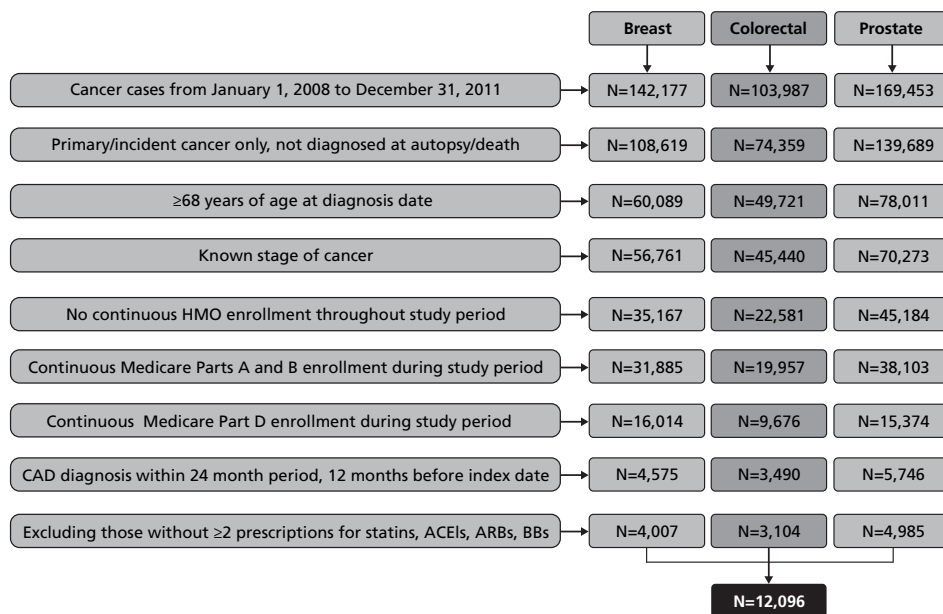 Breast Colorectal Prostate
Cancer cases from January 1, 2008 to December 31, 2011 N=142,177 N=103,987 N=169,453
Primary/incident cancer only, not diagnosed at autopsy/death N=108,619 N=74,359 N=139,689
≥68 years of age at diagnosis date N=60,089 N=49,721 N=78,011
Known stage of cancer N=56,761 N=45,440 N=70,273
No continuous HMO enrollment throughout study period N=35,167 N=22,581 N=45,184
Continuous Medicare Parts A and B enrollment during study period N=31,885 N=19,957 N=38,103
Continuous Medicare Part D enrollment during study period N=16,014 N=9,676 N=15,374
CAD diagnosis within 24 month period, 12 months before index date N=4,575 N=3,490 N=5,746
Excluding those without ≥2 prescriptions for statins, ACEIs, ARBs, BBs N=4,007 N=3,104 N=4,985
N=12,096